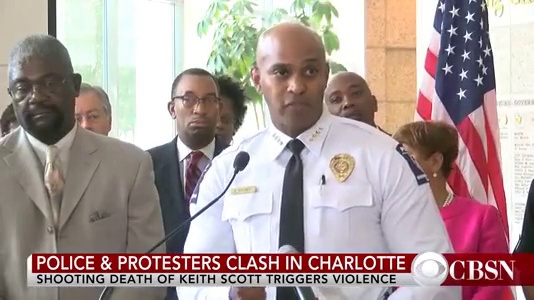 POLICE & PROTESTERS CLASH IN CHARLOTTE
SHOOTING DEATH OF KEITH SCOTT TRIGGERS VIOLENCE
CBSN